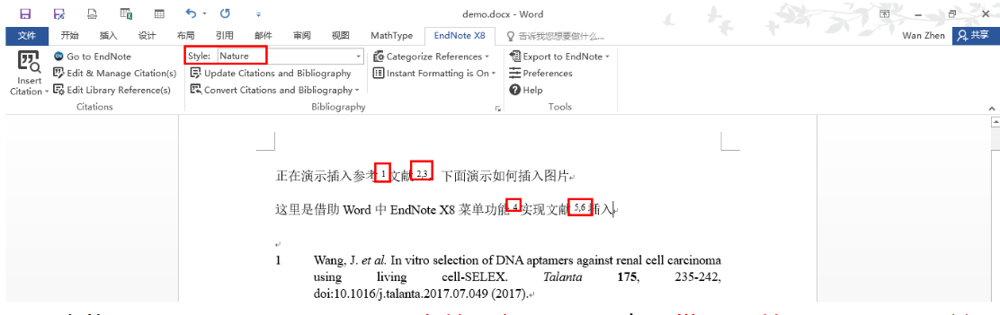 demo.docx - Word
文件 开始 插入 设计 布局 引用 邮件 审阅 视图 MathType EndNote X8 告诉我您想要做什么... Wan Zhen 共享
Insert Citation
Go to EndNote
Edit & Manage Citation(s)
Edit Library Reference(s)
Citations
Style: Nature
Update Citations and Bibliography
Convert Citations and Bibliography
Bibliography
Categorize References
Instant Formatting is On
Export to EndNote
Preferences
Help
Tools
正在演示插入参考1文献2,3。下面演示如何插入图片
这里是借助 Word 中 EndNote X8 菜单功能4实现文献5,6插入
1 Wang, J. et al. In vitro selection of DNA aptamers against renal cell carcinoma
using living cell-SELEX. Talanta 175, 235-242,
doi:10.1016/j.talanta.2017.07.049 (2017).